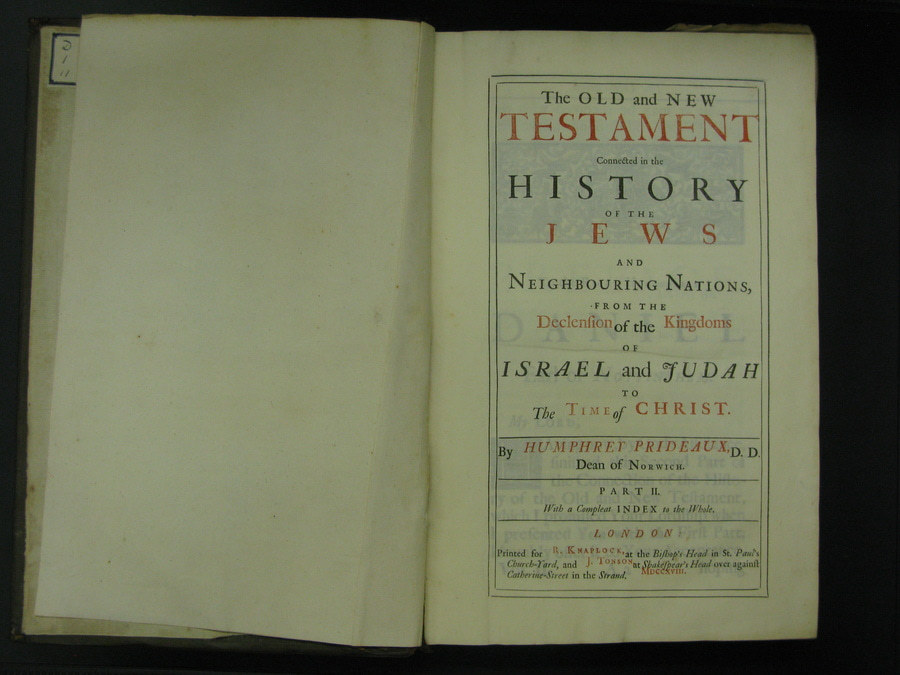 D
1
11
The OLD and NEW
TESTAMENT
Connected in the
HISTORY
OF THE
JEWS
AND
NEIGHBOURING NATIONS,
FROM THE
Declenſion of the Kingdoms
OF
ISRAEL and JUDAH
TO
The TIME of CHRIST.
By HUMPHREY PRIDEAUX, D. D.
Dean of NORWICH.
PART II.
With a Compleat INDEX to the Whole.
LONDON
Printed for R. KNAPLOCK, at the Biſhop's Head in St. Paul's
Church-Yard, and J. TONSON at Shakeſpear's Head over againſt
Catherine-Street in the Strand. MDCCXVIII.